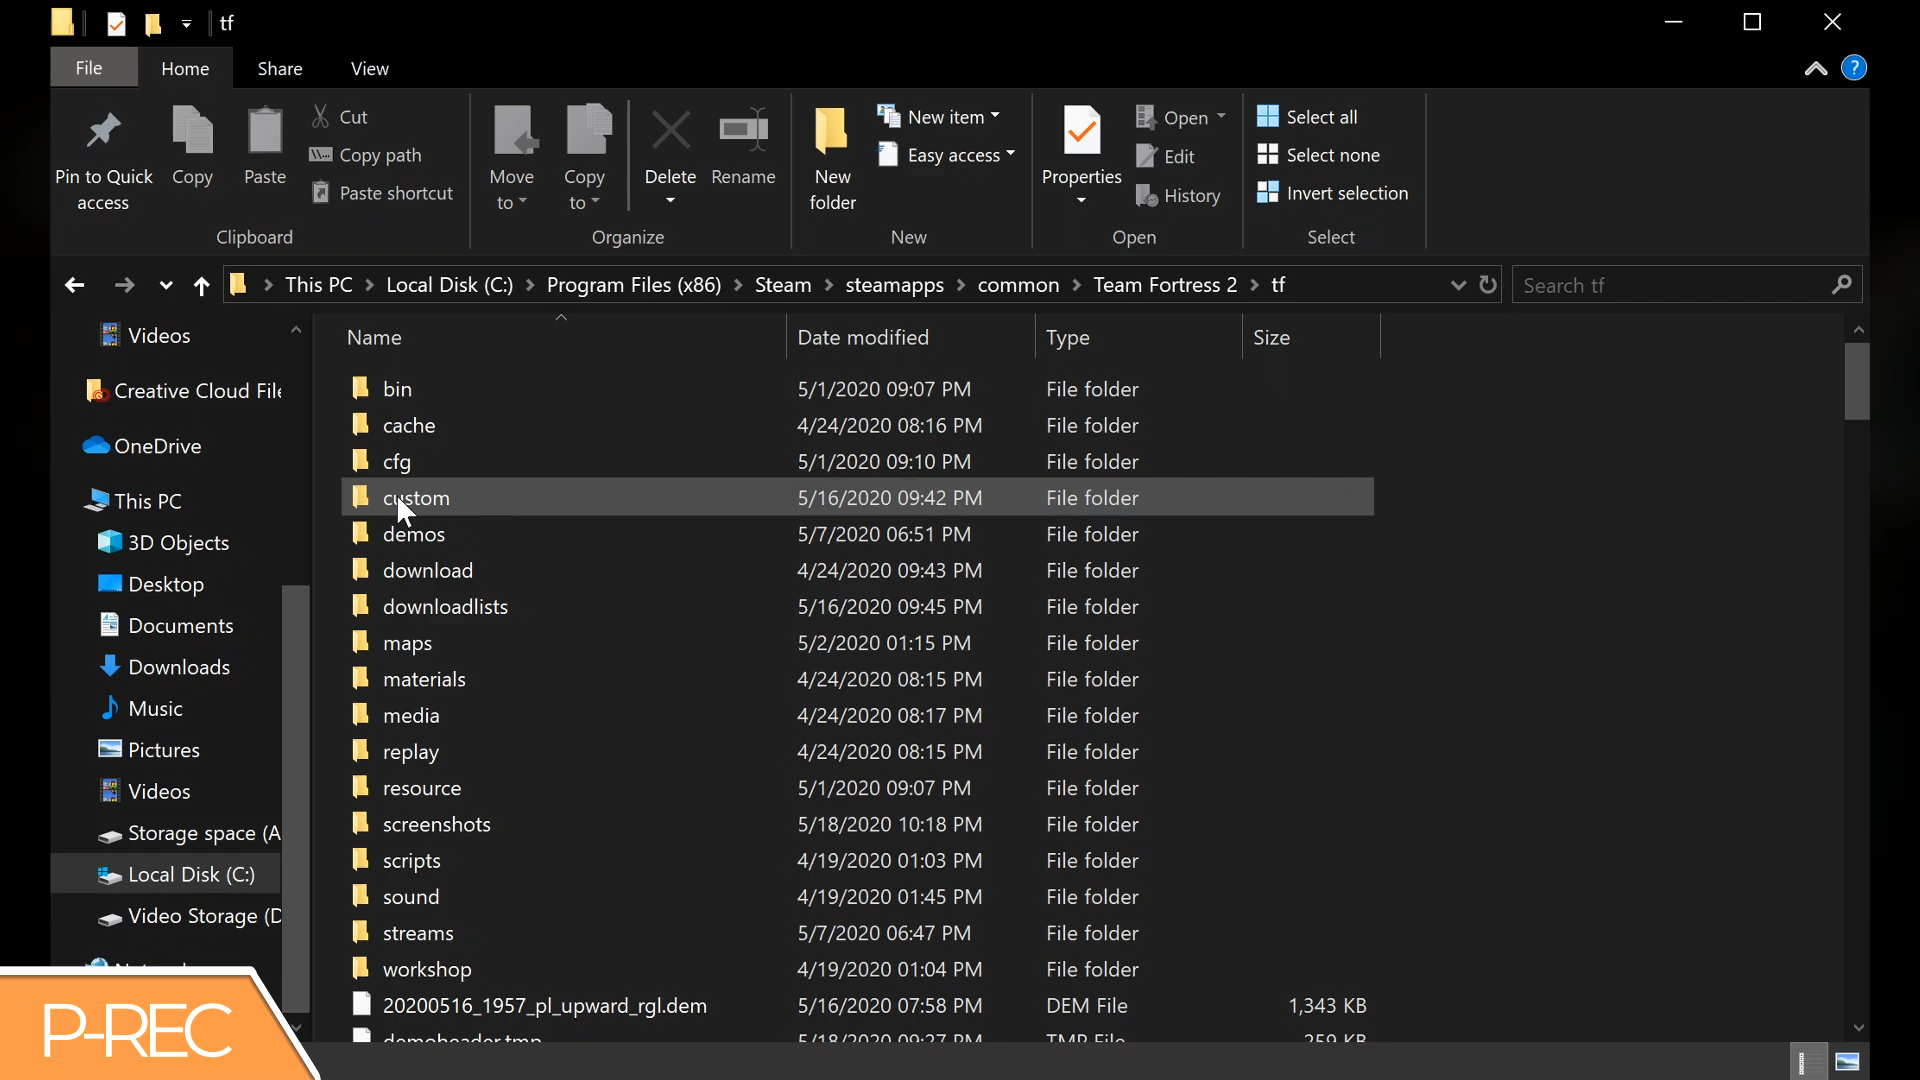 tf
File Home Share View
Pin to Quick access
Copy
Paste
Cut
Copy path
Paste shortcut
Clipboard
Move to
Copy to
Delete
Rename
Organize
New folder
New item
Easy access
New
Properties
Open
Edit
History
Open
Select all
Select none
Invert selection
Select
This PC > Local Disk (C:) > Program Files (x86) > Steam > steamapps > common > Team Fortress 2 > tf
Search tf
Videos
Creative Cloud File
OneDrive
This PC
3D Objects
Desktop
Documents
Downloads
Music
Pictures
Videos
Storage space (A
Local Disk (C:)
Video Storage (D
Name Date modified Type Size
bin 5/1/2020 09:07 PM File folder
cache 4/24/2020 08:16 PM File folder
cfg 5/1/2020 09:10 PM File folder
custom 5/16/2020 09:42 PM File folder
demos 5/7/2020 06:51 PM File folder
download 4/24/2020 09:43 PM File folder
downloadlists 5/16/2020 09:45 PM File folder
maps 5/2/2020 01:15 PM File folder
materials 4/24/2020 08:15 PM File folder
media 4/24/2020 08:17 PM File folder
replay 4/24/2020 08:15 PM File folder
resource 5/1/2020 09:07 PM File folder
screenshots 5/18/2020 10:18 PM File folder
scripts 4/19/2020 01:03 PM File folder
sound 4/19/2020 01:45 PM File folder
streams 5/7/2020 06:47 PM File folder
workshop 4/19/2020 01:04 PM File folder
20200516_1957_pl_upward_rgl.dem 5/16/2020 07:58 PM DEM File 1,343 KB
demoheader.tmp 5/18/2020 09:27 PM TMP File 259 KB
P-REC